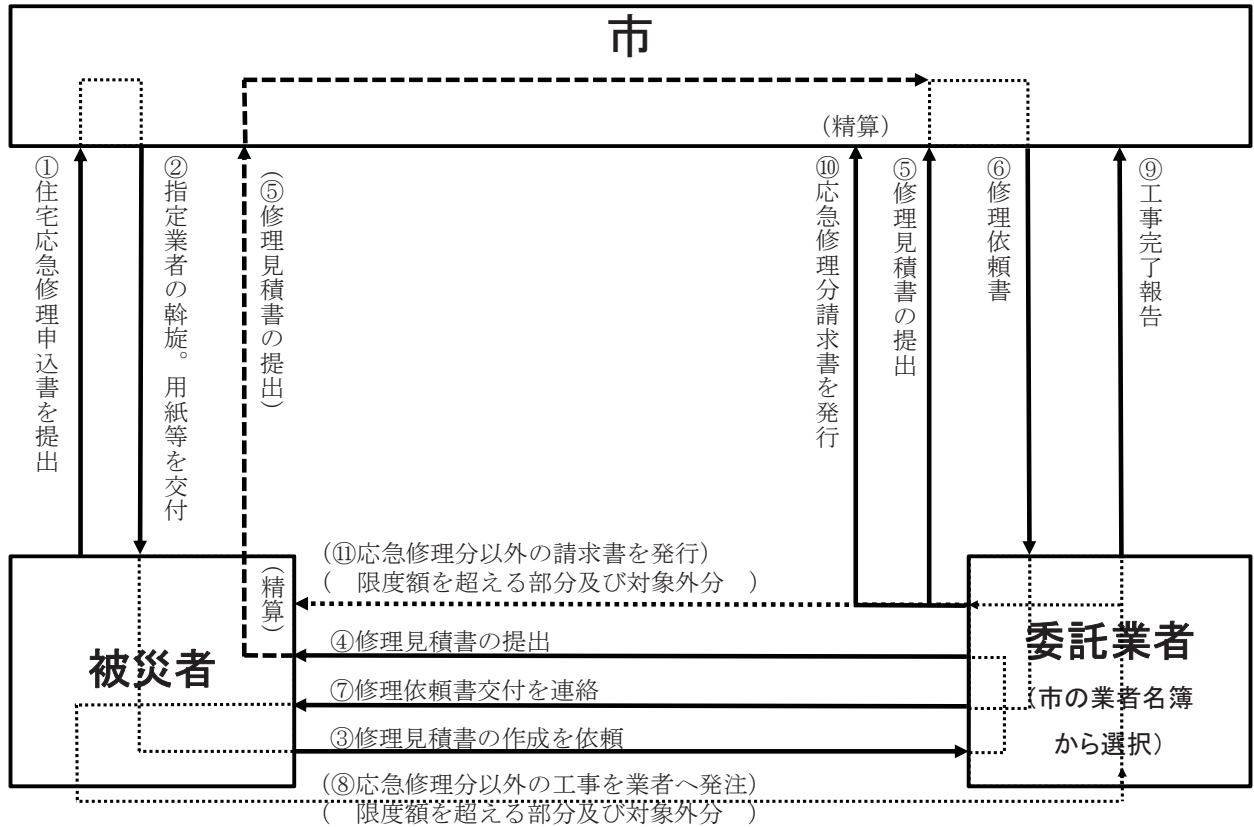 市
(精算)
①住宅応急修理申込書を提出
②指定業者の斡旋。用紙等を交付
(⑤修理見積書の提出)
⑩応急修理分請求書を発行
⑤修理見積書の提出
⑥修理依頼書
⑨工事完了報告
(⑪応急修理分以外の請求書を発行)
( 限度額を超える部分及び対象外分 )
(精算)
④修理見積書の提出
被災者
委託業者
⑦修理依頼書交付を連絡
(市の業者名簿
③修理見積書の作成を依頼
から選択)
(⑧応急修理分以外の工事を業者へ発注)
( 限度額を超える部分及び対象外分 )